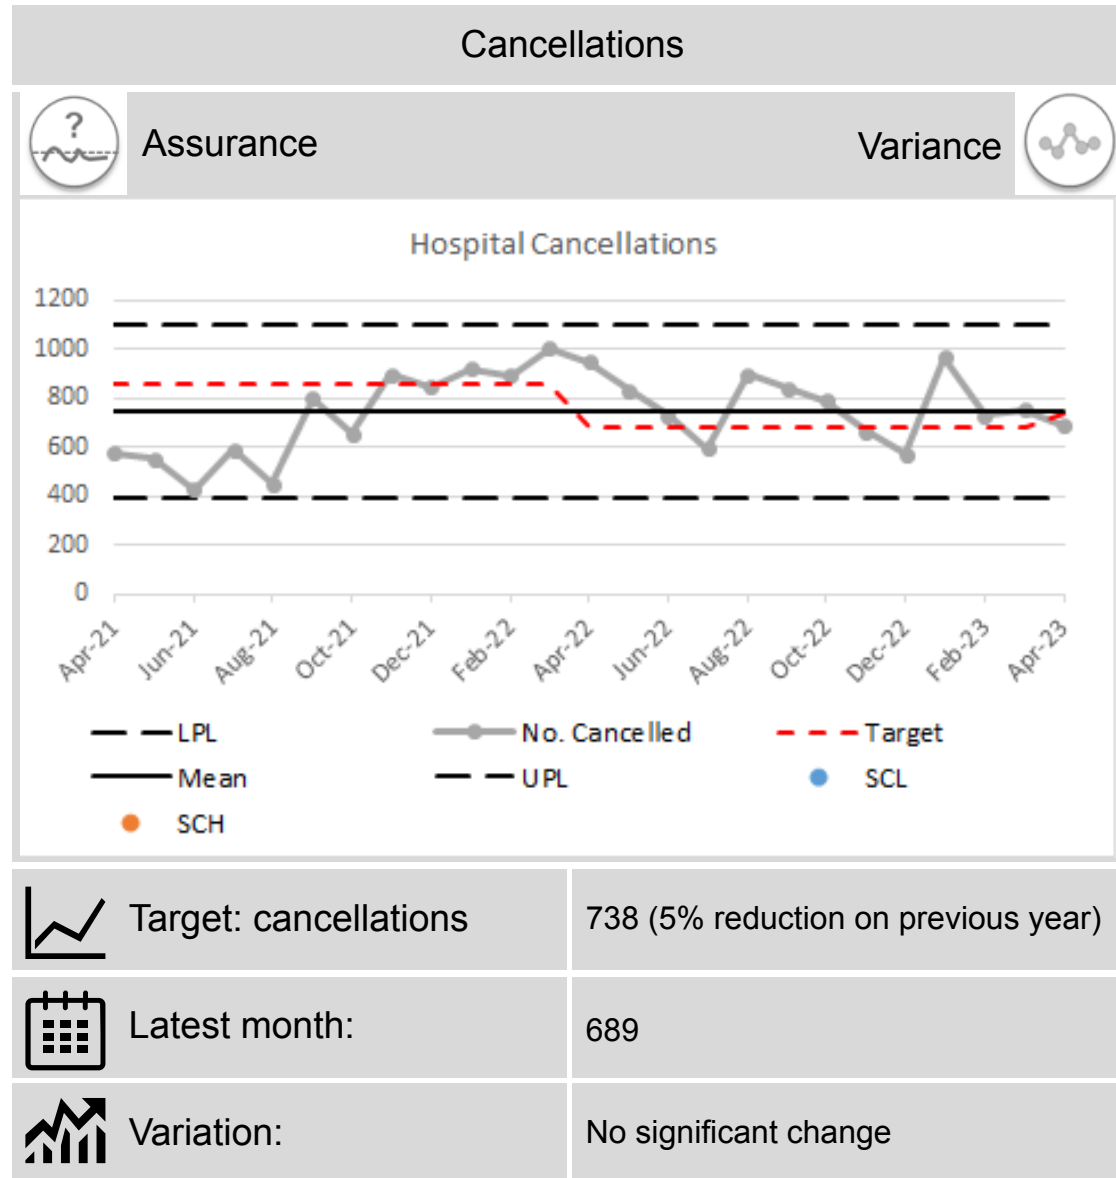 Cancellations
?
Assurance
Variance
Hospital Cancellations
1200
1000
800
600
400
200
0
Apr-21 Jun-21 Aug-21 Oct-21 Dec-21 Feb-22 Apr-22 Jun-22 Aug-22 Oct-22 Dec-22 Feb-23 Apr-23
LPL No. Cancelled Target
Mean UPL SCL
SCH
Target: cancellations 738 (5% reduction on previous year)
Latest month: 689
Variation: No significant change